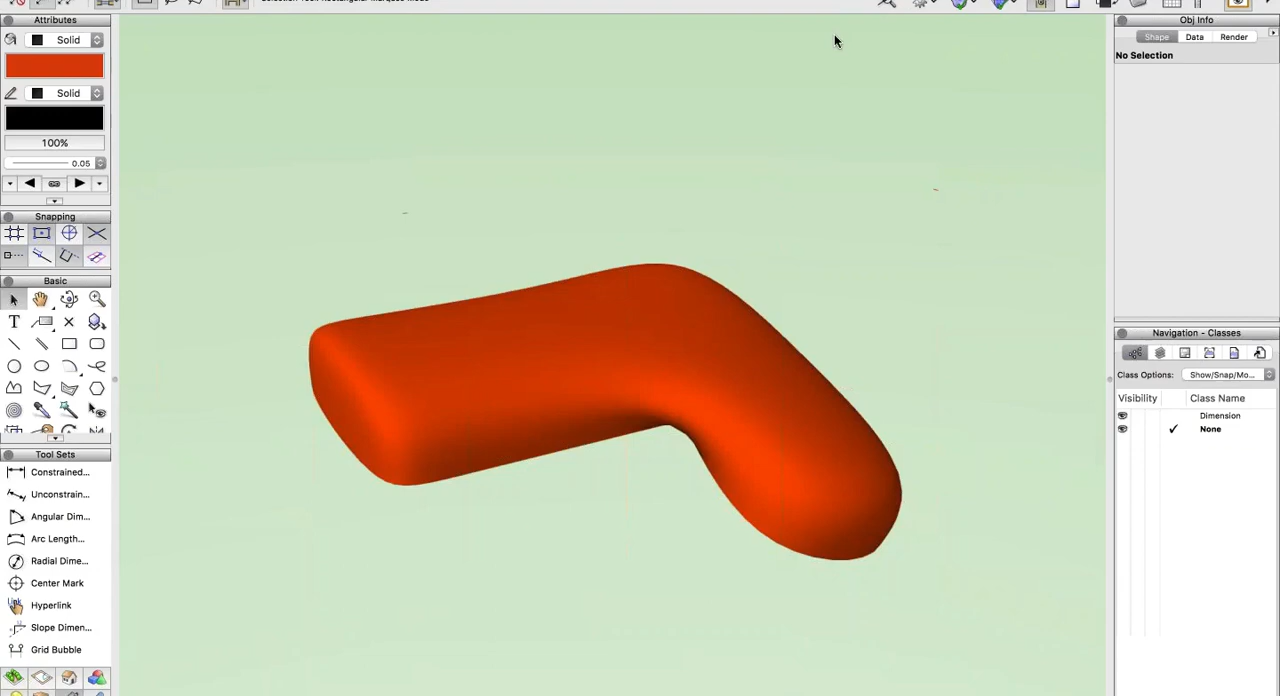 Attributes
Solid
Solid
100%
0.05
Snapping
Basic
Tool Sets
Constrained...
Unconstrain...
Angular Dim...
Arc Length...
Radial Dime...
Center Mark
Hyperlink
Slope Dimen...
Grid Bubble
Obj Info
Shape Data Render
No Selection
Navigation - Classes
Class Options: Show/Snap/Mo...
Visibility Class Name
Dimension
None